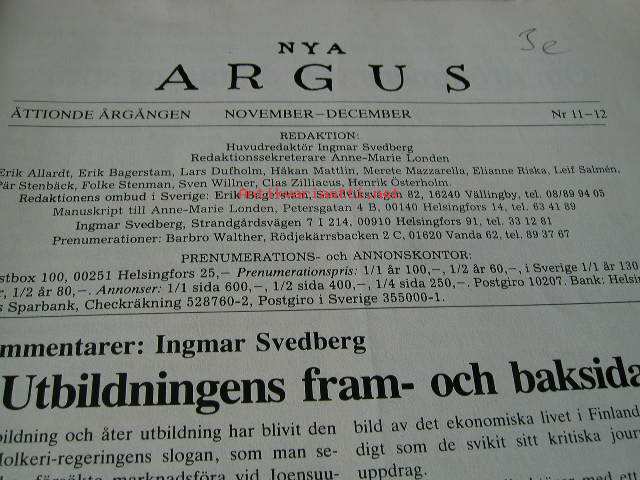 NYA
3e
ARGUS
ÅTTIONDE ÅRGÅNGEN NOVEMBER–DECEMBER Nr 11–12
REDAKTION:
Huvudredaktör Ingmar Svedberg
Redaktionssekreterare Anne-Marie Londen
Erik Allardt, Erik Bagerstam, Lars Dufholm, Håkan Mattlin, Merete Mazzarella, Elianne Riska, Leif Salmén,
Pär Stenbäck, Folke Stenman, Sven Willner, Clas Zilliacus, Henrik Österholm.
Redaktionens ombud i Sverige: Erik 82, 16240 Vällingby, tel. 08/89 94 05
Manuskript till Anne-Marie Londen, Petersgatan 4 B, 00140 Helsingfors 14, tel. 63 41 89
Ingmar Svedberg, Strandgårdsvägen 7 I 214, 00910 Helsingfors 91, tel. 33 12 81
Prenumerationer: Barbro Walther, Rödjekärrsbacken 2 C, 01620 Vanda 62, tel. 89 37 67
PRENUMERATIONS- och ANNONSKONTOR:
stbox 100, 00251 Helsingfors 25,– Prenumerationspris: 1/1 år 100,–, 1/2 år 60,–, i Sverige 1/1 år 130
r, 1/2 år 80,–. Annonser: 1/1 sida 600,–, 1/2 sida 400,–, 1/4 sida 250,–. Postgiro 10207. Bank: Helsin
s Sparbank, Checkräkning 528760-2, Postgiro i Sverige 355000-1.
mmentarer: Ingmar Svedberg
Utbildningens fram- och baksida
bildning och åter utbildning har blivit den
Holkeri-regeringens slogan, som man se-
försökte marknadsföra vid Joensuu-
bild av det ekonomiska livet i Finland
digt som de svikit sitt kritiska jour
uppdrag.
med ett